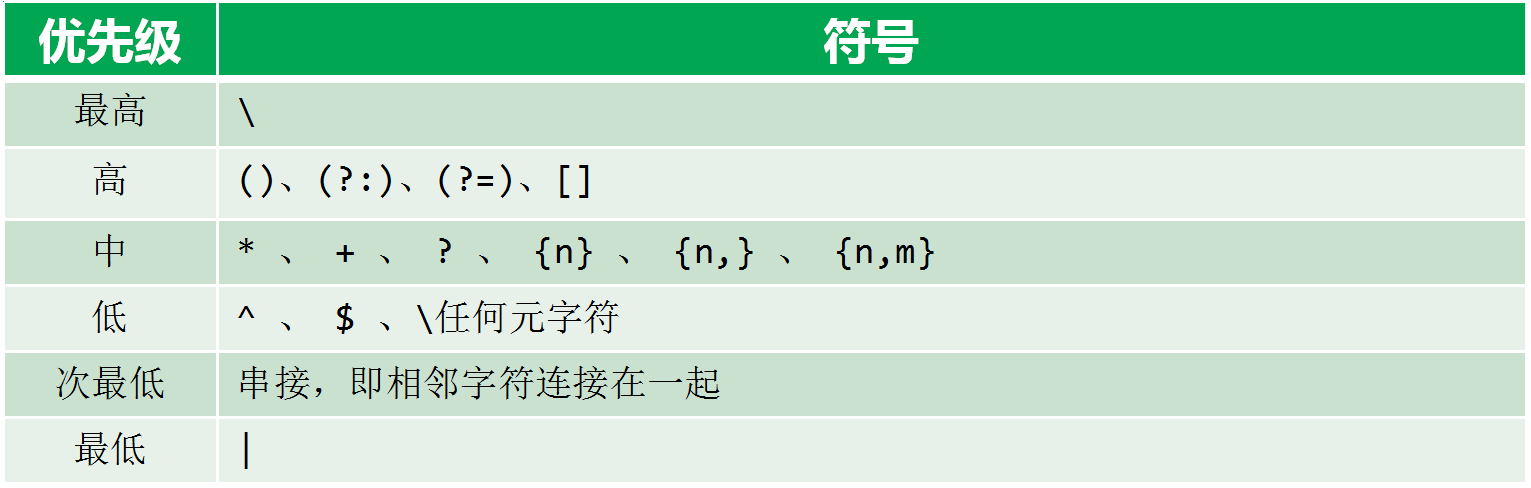 优先级 符号
最高 \
高 ()、(?:)、(?=)、[]
中 * 、 + 、 ? 、 {n} 、 {n,} 、 {n,m}
低 ^ 、 $ 、\任何元字符
次最低 串接，即相邻字符连接在一起
最低 |